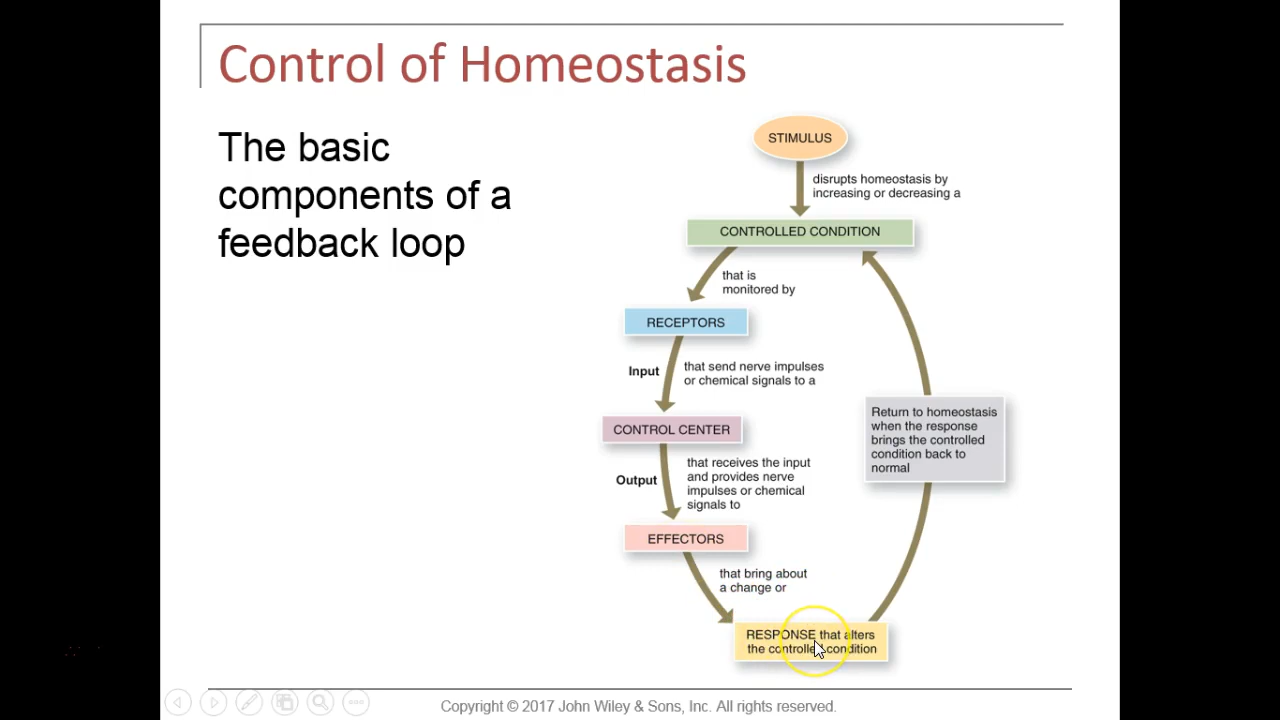 Control of Homeostasis
The basic
components of a
feedback loop
STIMULUS
disrupts homeostasis by
increasing or decreasing a
CONTROLLED CONDITION
that is
monitored by
RECEPTORS
Input
that send nerve impulses
or chemical signals to a
CONTROL CENTER
Output
that receives the input
and provides nerve
impulses or chemical
signals to
EFFECTORS
that bring about
a change or
RESPONSE that alters
the controlled condition
Return to homeostasis
when the response
brings the controlled
condition back to
normal
Copyright © 2017 John Wiley & Sons, Inc. All rights reserved.